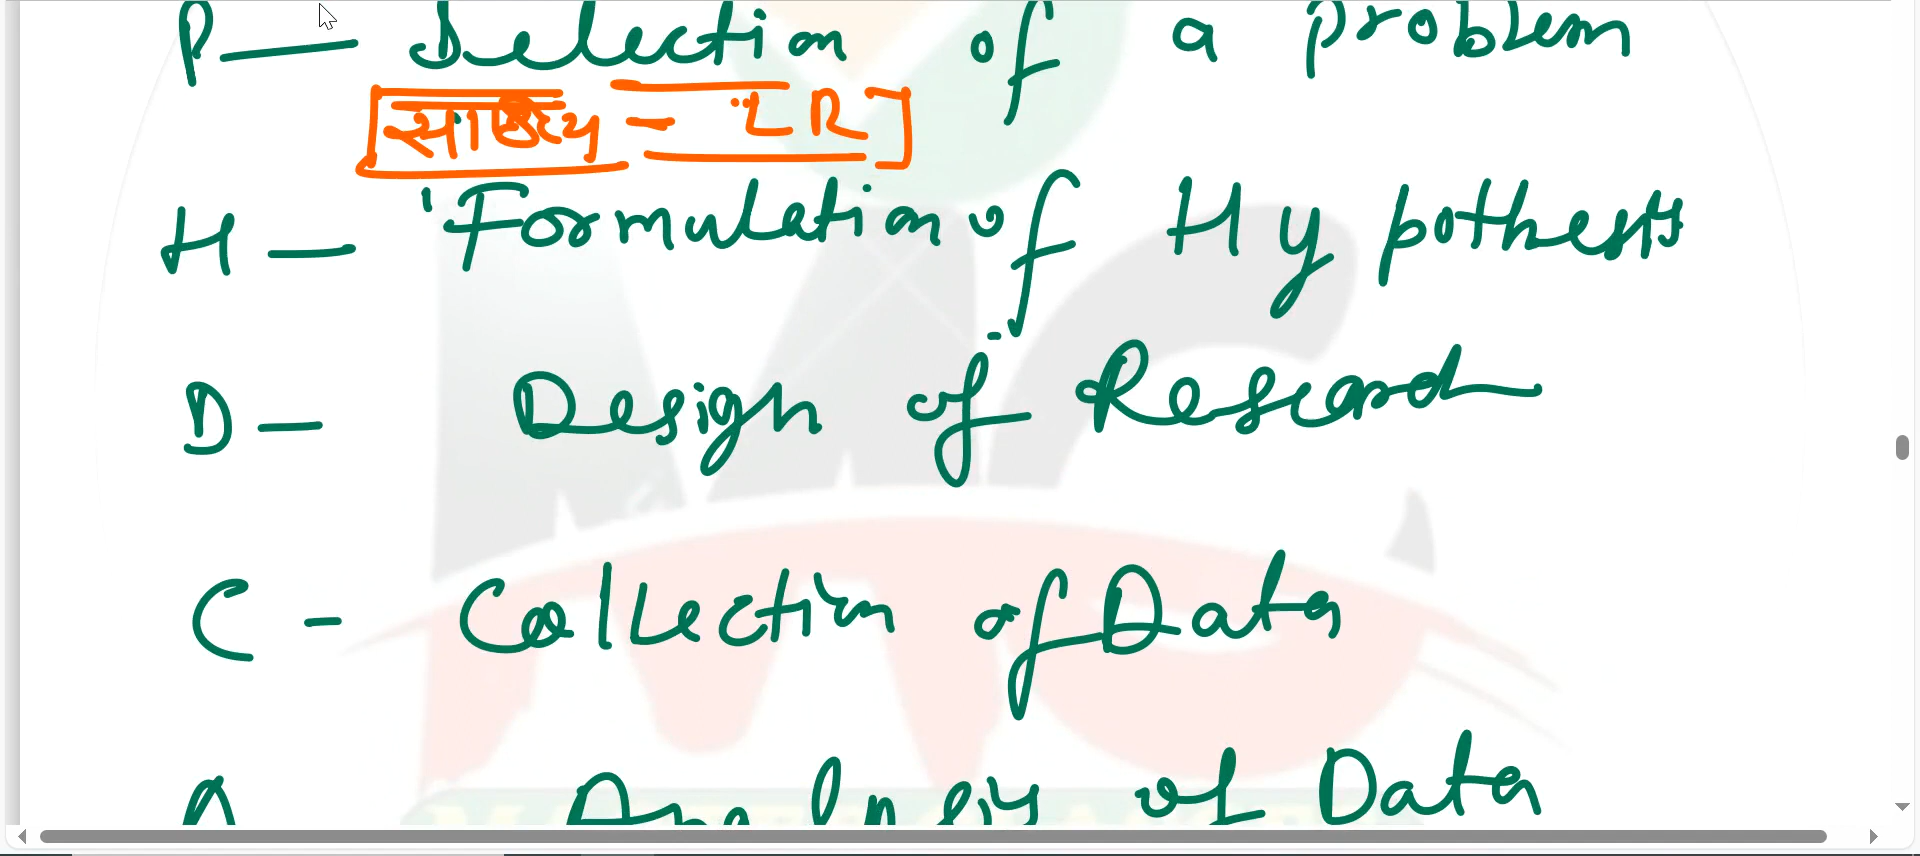 P — Selection of a problem
[साहित्य - LR]
H — Formulation of Hypothesis
D — Design of Research
C - Collection of Data
A Analysis of Data